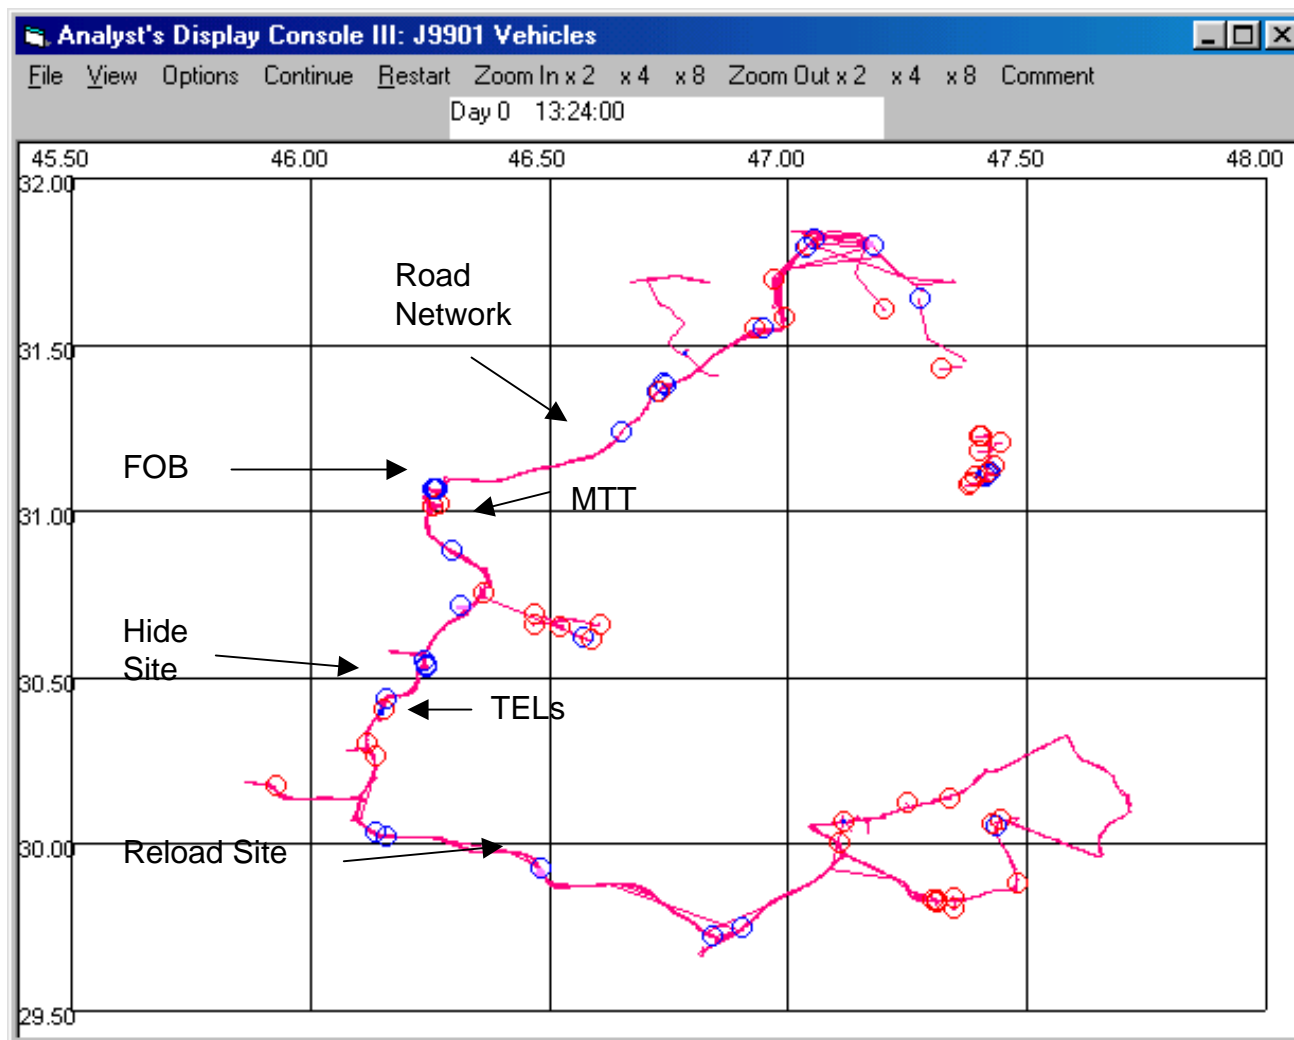 Analyst's Display Console III: J9901 Vehicles
File View Options Continue Restart Zoom In x 2 x 4 x 8 Zoom Out x 2 x 4 x 8 Comment
Day 0 13:24:00
45.50 46.00 46.50 47.00 47.50 48.00
32.00
Road
Network
31.50
FOB
MTT
31.00
Hide
Site
30.50
TELs
30.00
Reload Site
29.50